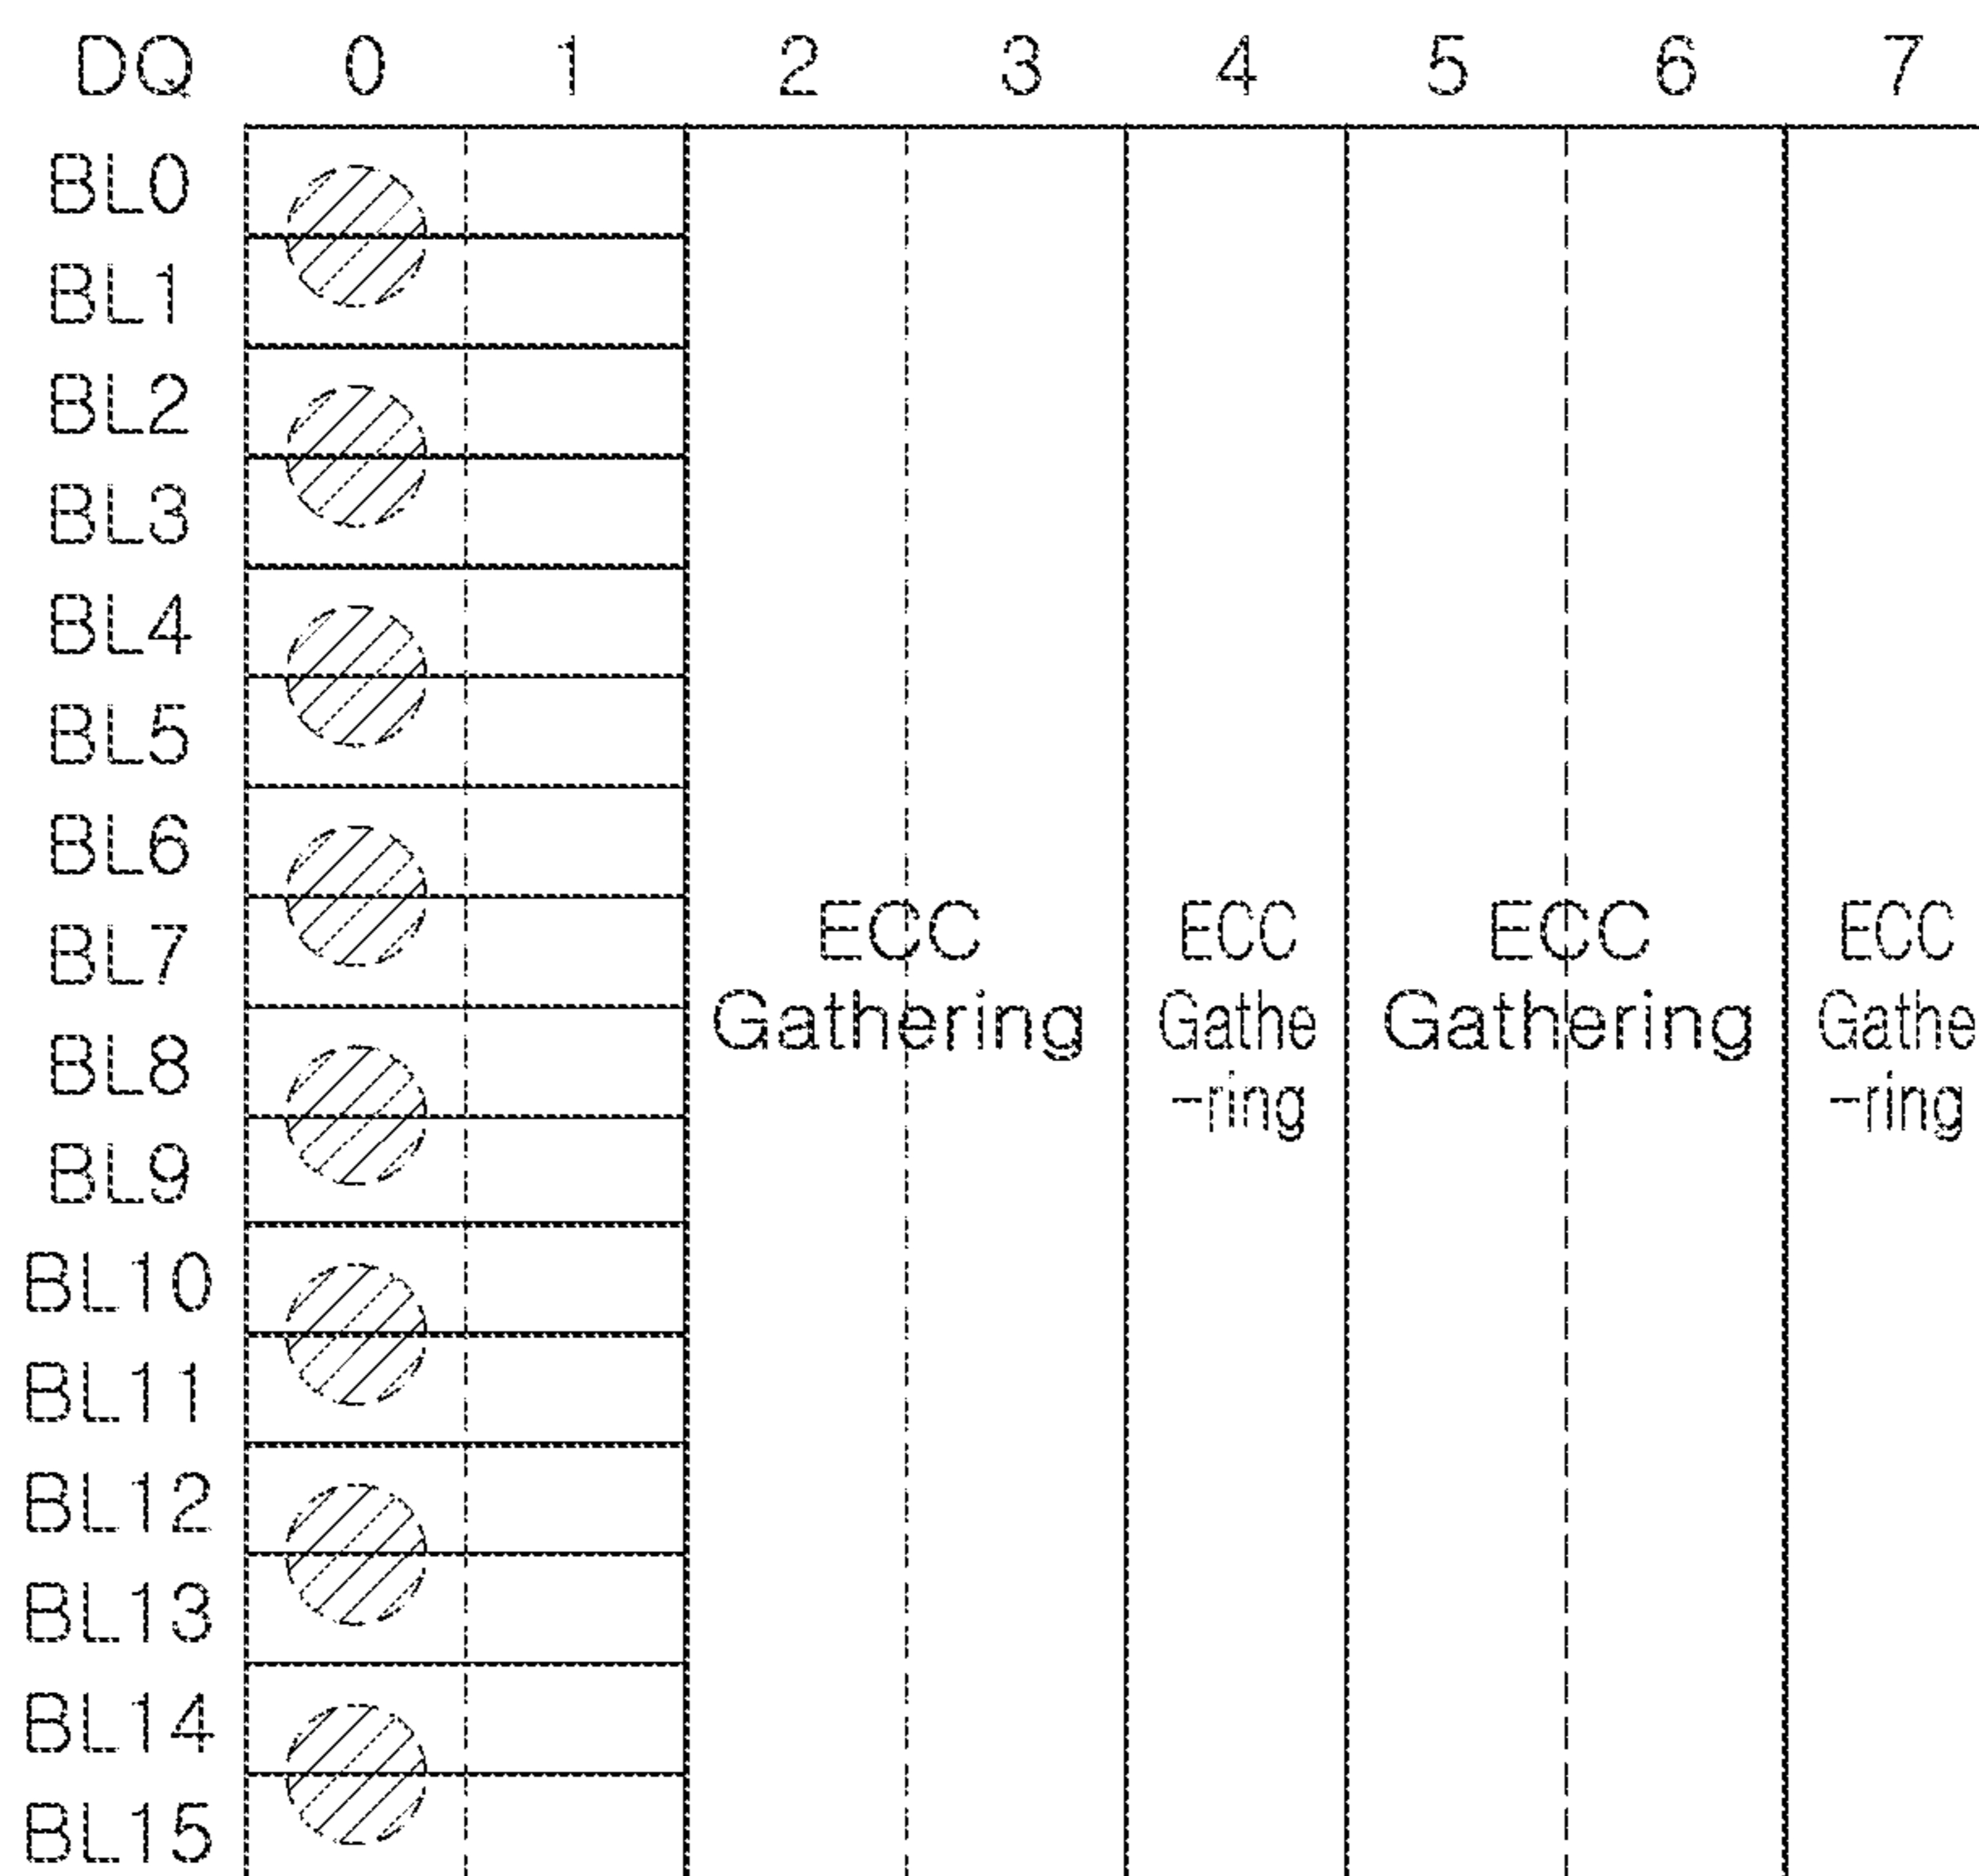 DQ 0 1 2 3 4 5 6 7
BL0
BL1
BL2
BL3
BL4
BL5
BL6
BL7
BL8
BL9
BL10
BL11
BL12
BL13
BL14
BL15
ECC
Gathering
ECC
Gathe
-ring
ECC
Gathering
ECC
Gathe
-ring